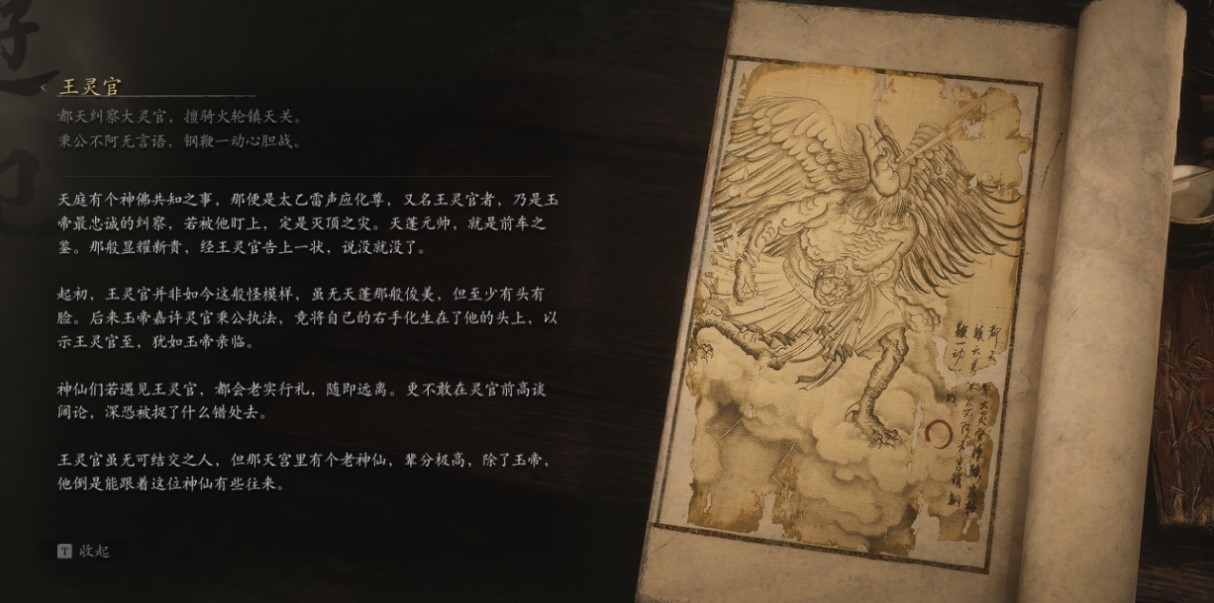 王灵官
都天纠察大灵官，擅骑火轮镇天关。
秉公不阿无言语，钢鞭一动心胆战。
天庭有个神佛共知之事，那便是太乙雷声应化尊，又名王灵官者，乃是玉
帝最忠诚的纠察，若被他盯上，定是灭顶之灾。天蓬元帅，就是前车之
鉴。那般显耀新贵，经王灵官告上一状，说没就没了。
起初，王灵官并非如今这般怪模样，虽无天蓬那般俊美，但至少有头有
脸。后来玉帝嘉许灵官秉公执法，竟将自己的右手化生在了他的头上，以
示王灵官至，犹如玉帝亲临。
神仙们若遇见王灵官，都会老实行礼，随即远离。更不敢在灵官前高谈
阔论，深恐被捉了什么错处去。
王灵官虽无可结交之人，但那天宫里有个老神仙，辈分极高，除了玉帝，
他倒是能跟着这位神仙有些往来。
T 收起
都天
镇天
鞭一动